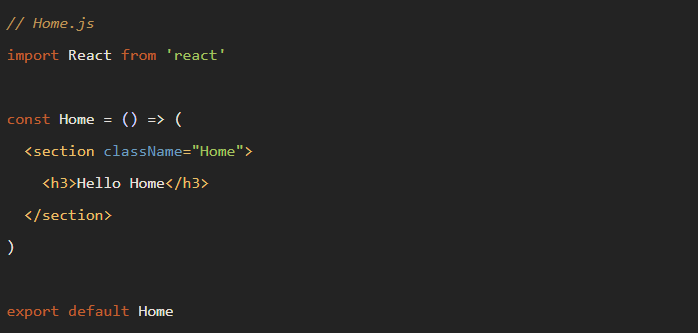 // Home.js
import React from 'react'
const Home = () => (
<section className="Home">
<h3>Hello Home</h3>
</section>
)
export default Home